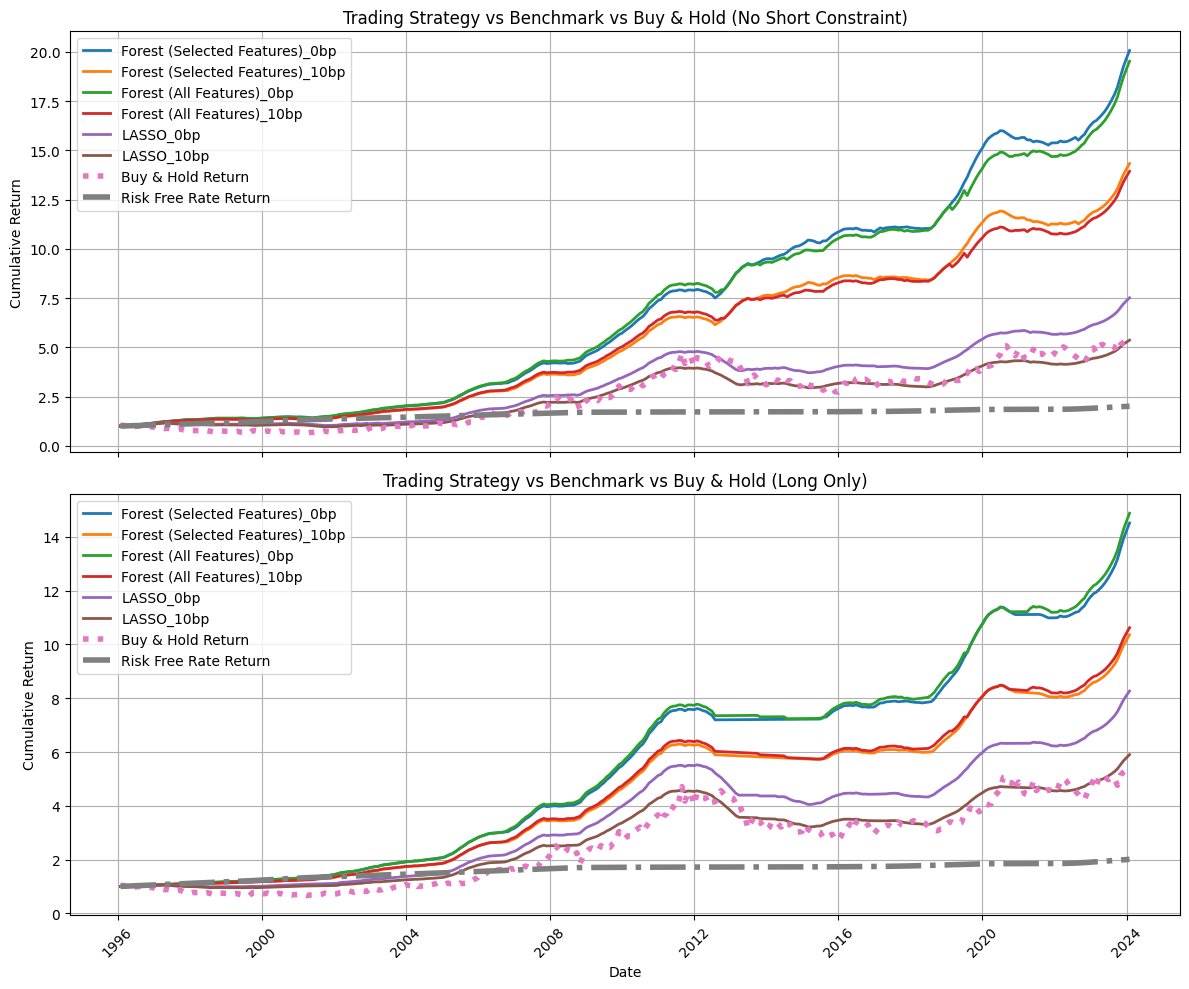 Trading Strategy vs Benchmark vs Buy & Hold (No Short Constraint)
20.0
17.5
15.0
12.5
10.0
7.5
5.0
2.5
0.0
Cumulative Return
Forest (Selected Features)_0bp
Forest (Selected Features)_10bp
Forest (All Features)_0bp
Forest (All Features)_10bp
LASSO_0bp
LASSO_10bp
Buy & Hold Return
Risk Free Rate Return
Trading Strategy vs Benchmark vs Buy & Hold (Long Only)
14
12
10
8
6
4
2
0
Cumulative Return
Forest (Selected Features)_0bp
Forest (Selected Features)_10bp
Forest (All Features)_0bp
Forest (All Features)_10bp
LASSO_0bp
LASSO_10bp
Buy & Hold Return
Risk Free Rate Return
1996
2000
2004
2008
2012
2016
2020
2024
Date